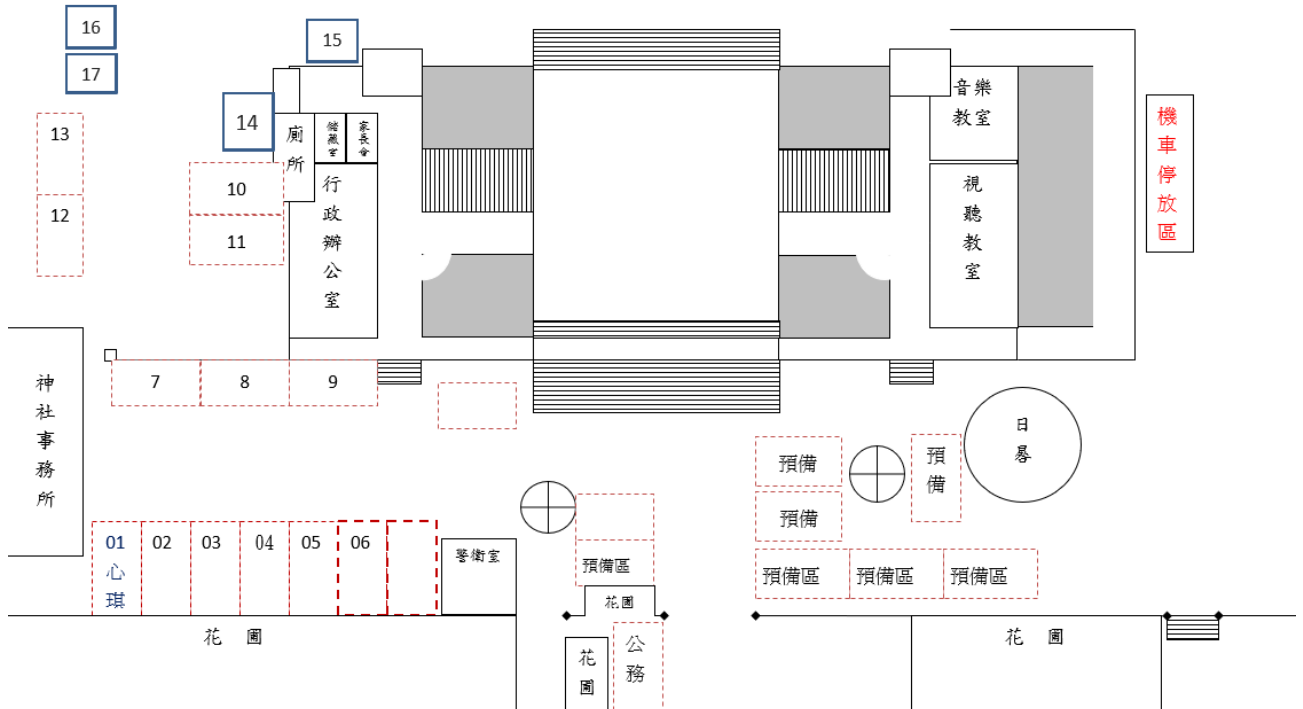 16
15
17
14
13
廁所
儲藏室
家長會
音樂
教室
機車停放區
10
12
行政辦公室
視聽教室
11
神社事務所
7
8
9
日晷
預備
預備
預備
01
心
琪
02
03
04
05
06
警衛室
預備區
預備區
預備區
預備區
花圃
花圃
花圃
公務
花圃